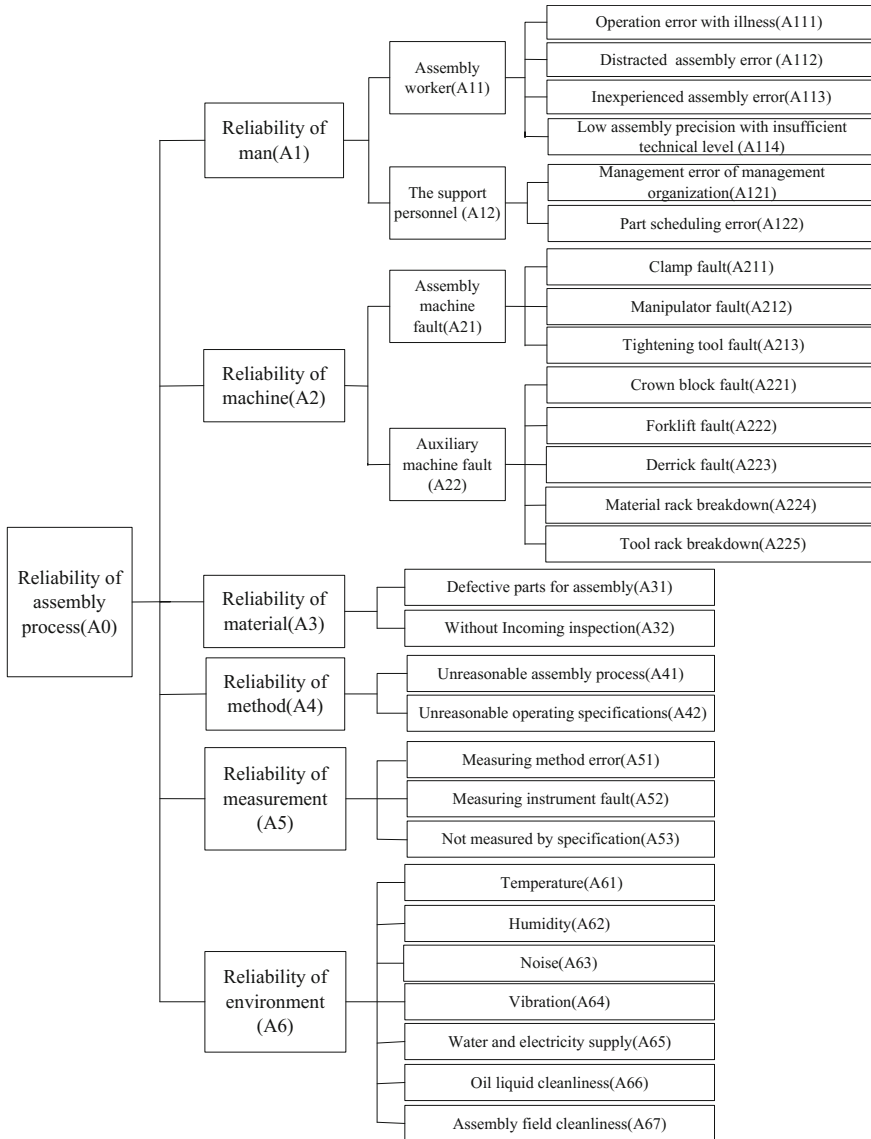 Reliability of
assembly
process(A0)
Reliability of
man(A1)
Assembly
worker(A11)
Operation error with illness(A111)
Distracted  assembly error (A112)
Inexperienced assembly error(A113)
Low assembly precision with insufficient
technical level (A114)
The support
personnel (A12)
Management error of management
organization(A121)
Part scheduling error(A122)
Reliability of
machine(A2)
Assembly
machine
fault(A21)
Clamp fault(A211)
Manipulator fault(A212)
Tightening tool fault(A213)
Auxiliary
machine fault
(A22)
Crown block fault(A221)
Forklift fault(A222)
Derrick fault(A223)
Material rack breakdown(A224)
Tool rack breakdown(A225)
Reliability of
material(A3)
Defective parts for assembly(A31)
Without Incoming inspection(A32)
Reliability of
method(A4)
Unreasonable assembly process(A41)
Unreasonable operating specifications(A42)
Reliability of
measurement
(A5)
Measuring method error(A51)
Measuring instrument fault(A52)
Not measured by specification(A53)
Reliability of
environment
(A6)
Temperature(A61)
Humidity(A62)
Noise(A63)
Vibration(A64)
Water and electricity supply(A65)
Oil liquid cleanliness(A66)
Assembly field cleanliness(A67)